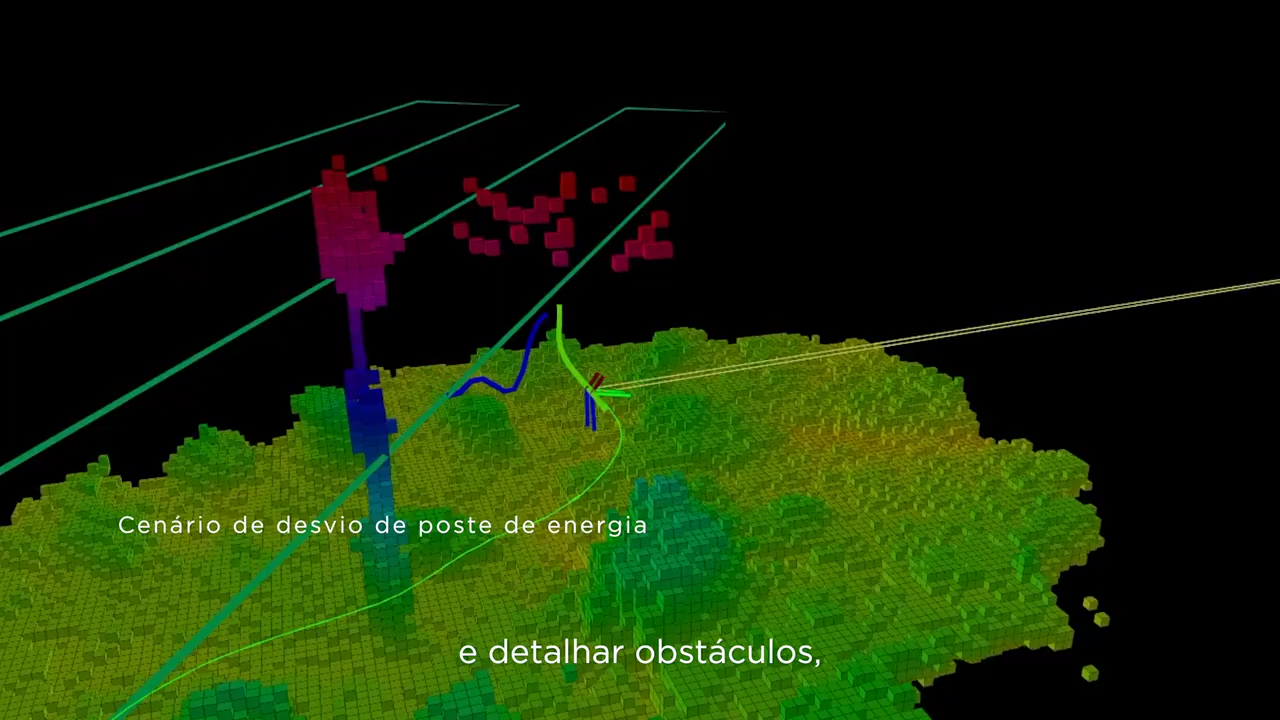 Cenário de desvio de poste de energia
e detalhar obstáculos,